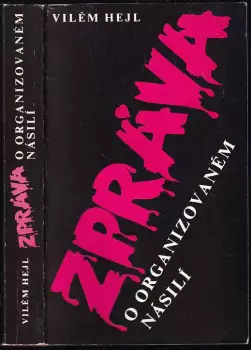 VILÉM HEJL
ZPRÁVA
O ORGANIZOVANÉM
NÁSILÍ
VILÉM HEJL
ZPRÁVA
O ORGANIZOVANÉM
NÁSILÍ